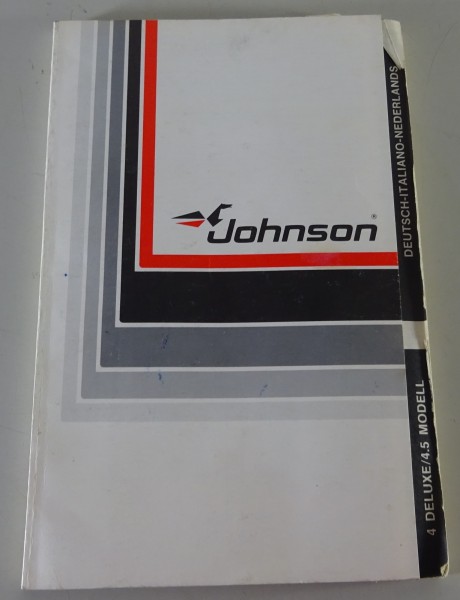 Johnson®
DEUTSCH-ITALIANO-NEDERLANDS
4 DELUXE/4.5 MODELL